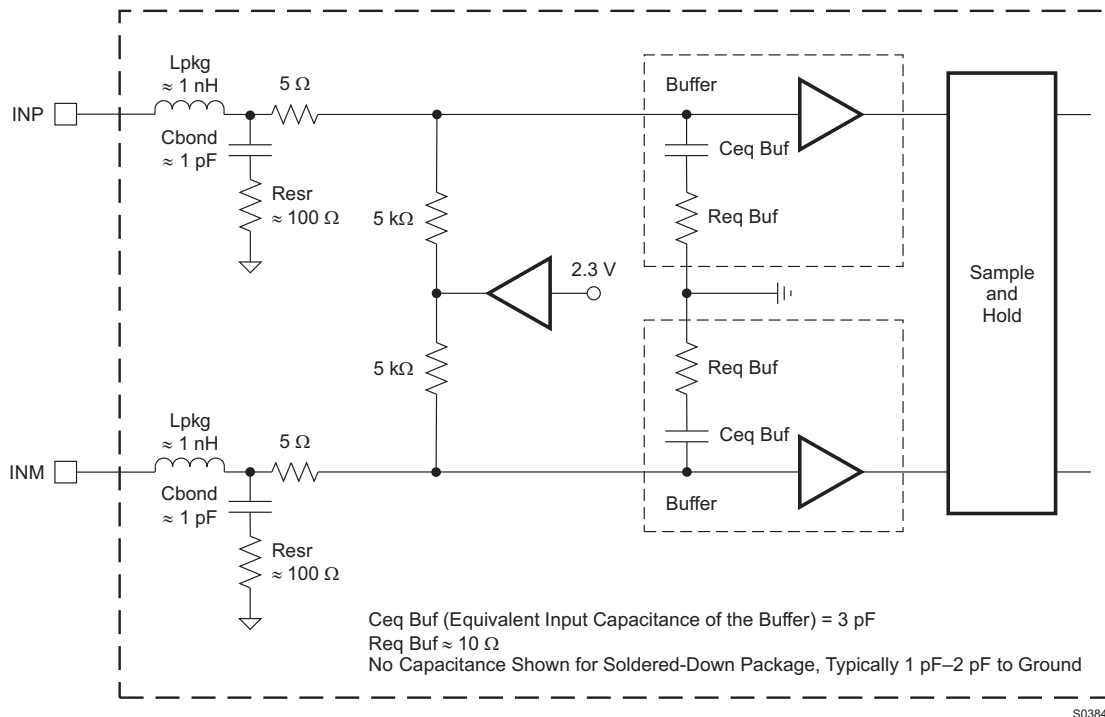 Lpkg
≈ 1 nH
5 Ω
INP
Cbond
≈ 1 pF
Resr
≈ 100 Ω
5 kΩ
2.3 V
Buffer
Ceq Buf
Req Buf
Sample
and
Hold
5 kΩ
Req Buf
Ceq Buf
Buffer
Lpkg
≈ 1 nH
5 Ω
INM
Cbond
≈ 1 pF
Resr
≈ 100 Ω
Ceq Buf (Equivalent Input Capacitance of the Buffer) = 3 pF
Req Buf ≈ 10 Ω
No Capacitance Shown for Soldered-Down Package, Typically 1 pF–2 pF to Ground
S0384